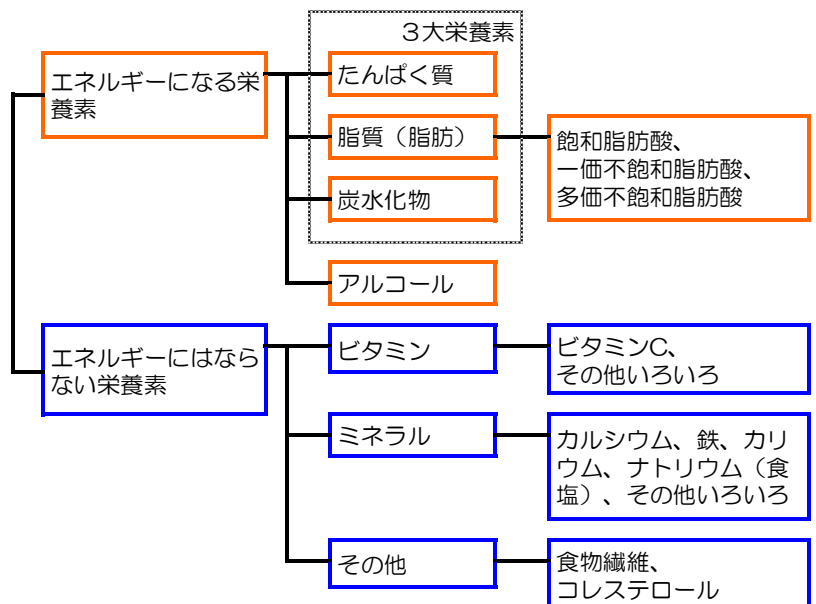 3大栄養素
エネルギーになる栄
養素
たんぱく質
脂質（脂肪）
飽和脂肪酸、
一価不飽和脂肪酸、
多価不飽和脂肪酸
炭水化物
アルコール
エネルギーにはなら
ない栄養素
ビタミン
ビタミンC、
その他いろいろ
ミネラル
カルシウム、鉄、カリ
ウム、ナトリウム（食
塩）、その他いろいろ
その他
食物繊維、
コレステロール